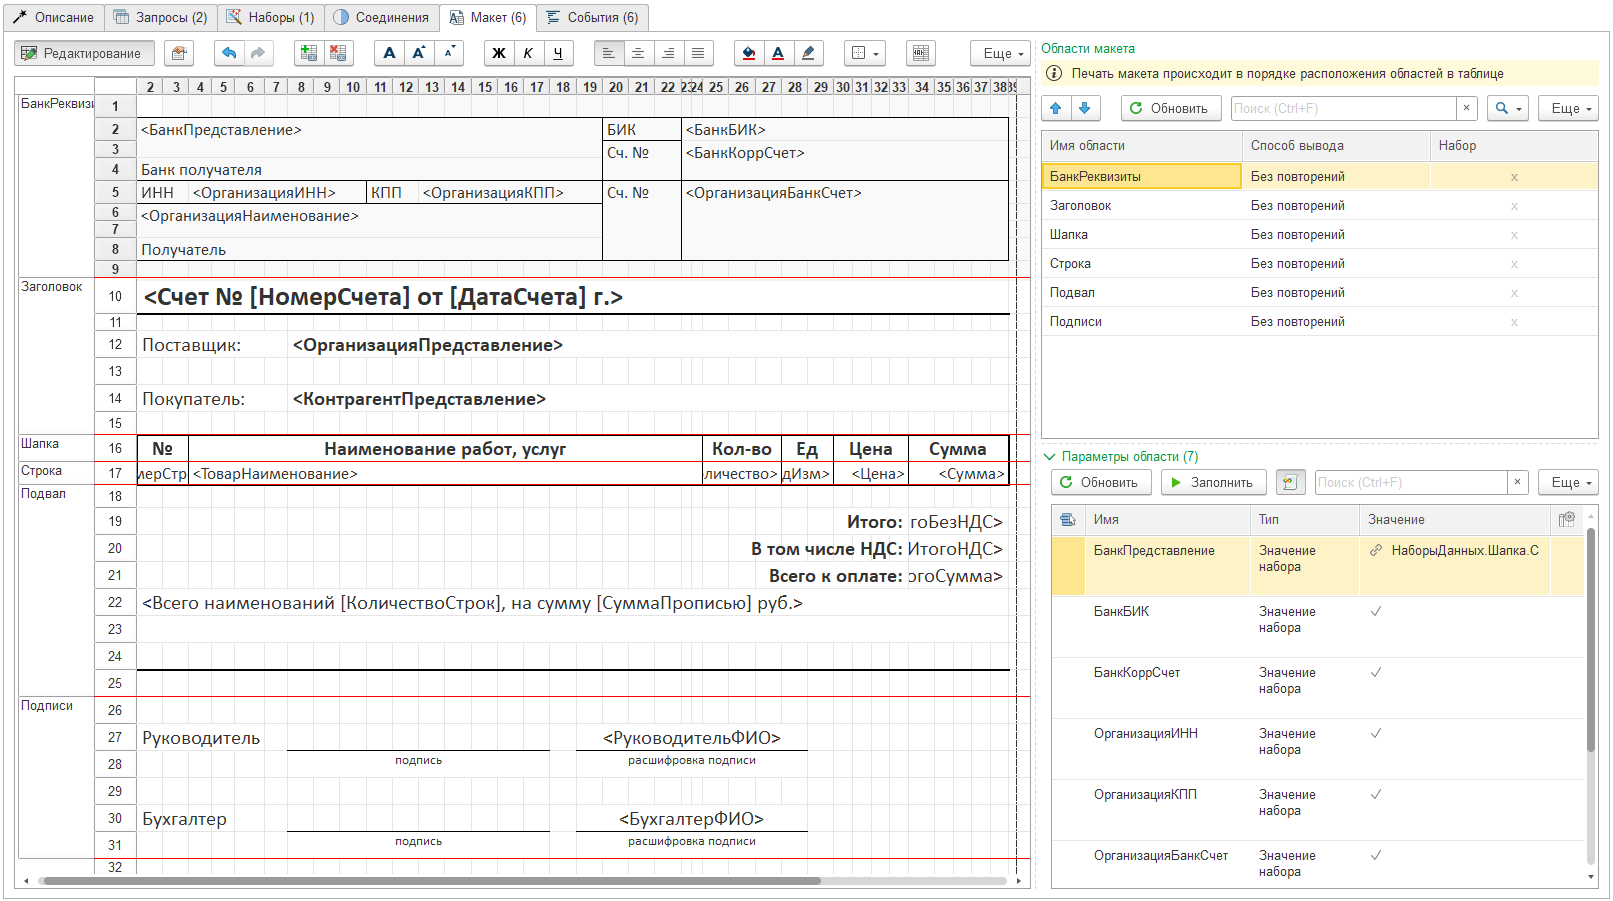 Описание Запросы (2) Наборы (1) Соединения Макет (6) События (6)
Редактирование А А А Ж К Ч Еще
2 3 4 5 6 7 8 9 10 11 12 13 14 15 16 17 18 19 20 21 22 23 24 25 26 27 28 29 30 31 32 33 34 35 36 37 38 39
БанкРеквизи 1
2 <БанкПредставление> БИК <БанкБИК>
3 Сч. № <БанкКоррСчет>
4 Банк получателя
5 ИНН <ОрганизацияИНН> КПП <ОрганизацияКПП> Сч. № <ОрганизацияБанкСчет>
6 <ОрганизацияНаименование>
7
8 Получатель
9
Заголовок 10 <Счет № [НомерСчета] от [ДатаСчета] г.>
11
12 Поставщик: <ОрганизацияПредставление>
13
14 Покупатель: <КонтрагентПредставление>
15
Шапка 16 № Наименование работ, услуг Кол-во Ед Цена Сумма
Строка 17 мерСтр <ТоварНаименование> личество> дИзм> <Цена> <Сумма>
Подвал 18
19 Итого: гоБезНДС>
20 В том числе НДС: ИтогоНДС>
21 Всего к оплате: огоСумма>
22 <Всего наименований [КоличествоСтрок], на сумму [СуммаПрописью] руб.>
23
24
25
Подписи 26
27 Руководитель <РуководительФИО>
28 подпись расшифровка подписи
29
30 Бухгалтер <БухгалтерФИО>
31 подпись расшифровка подписи
32
Области макета
Печать макета происходит в порядке расположения областей в таблице
Обновить Поиск (Ctrl+F) × Еще
Имя области Способ вывода Набор
БанкРеквизиты Без повторений x
Заголовок Без повторений x
Шапка Без повторений x
Строка Без повторений x
Подвал Без повторений x
Подписи Без повторений x
Параметры области (7)
Обновить Заполнить Поиск (Ctrl+F) × Еще
Имя Тип Значение
БанкПредставление Значение набора НаборыДанных.Шапка.С
БанкБИК Значение набора
БанкКоррСчет Значение набора
ОрганизацияИНН Значение набора
ОрганизацияКПП Значение набора
ОрганизацияБанкСчет Значение набора